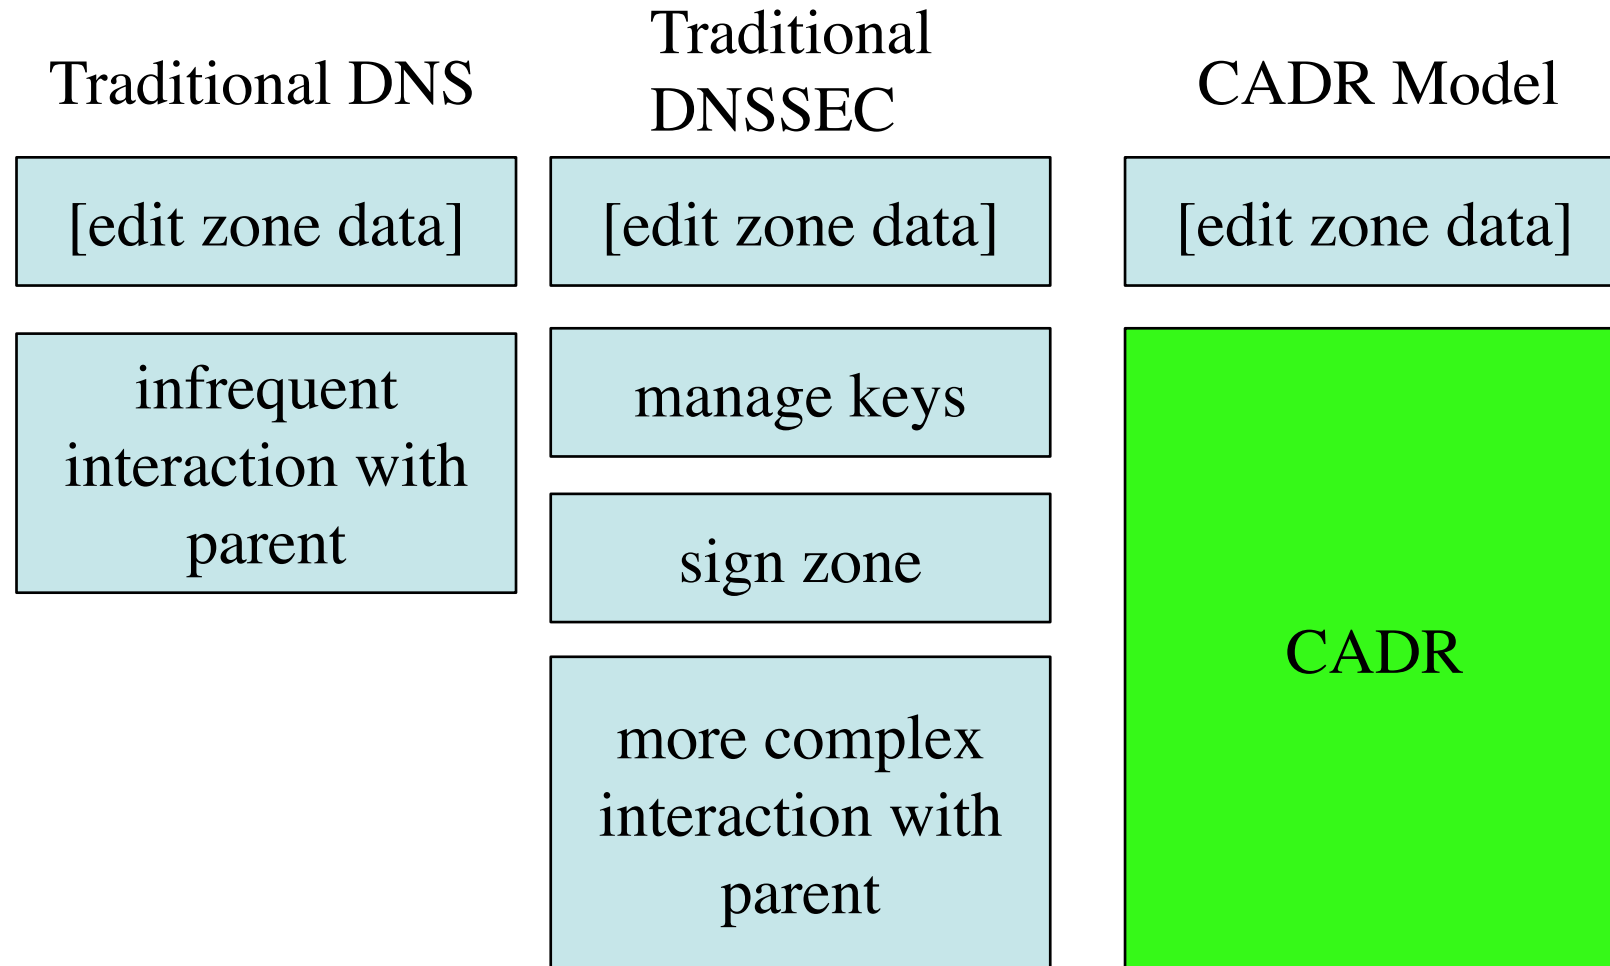 Traditional DNS
[edit zone data]
infrequent
interaction with
parent
Traditional
DNSSEC
[edit zone data]
manage keys
sign zone
more complex
interaction with
parent
CADR Model
[edit zone data]
CADR